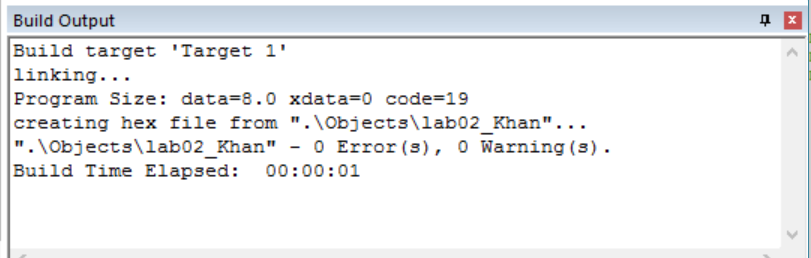 Build Output
Build target 'Target 1'
linking...
Program Size: data=8.0 xdata=0 code=19
creating hex file from ".\Objects\lab02_Khan"...
".\Objects\lab02_Khan" - 0 Error(s), 0 Warning(s).
Build Time Elapsed:  00:00:01